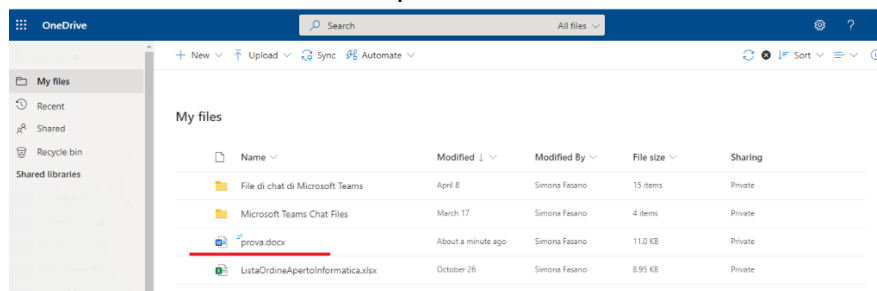 OneDrive
Search
All files
New Upload Sync Automate Sort
My files
Recent
Shared
Recycle bin
Shared libraries
My files
Name Modified Modified By File size Sharing
File di chat di Microsoft Teams April 8 Simona Fasano 15 items Private
Microsoft Teams Chat Files March 17 Simona Fasano 4 items Private
prova.docx About a minute ago Simona Fasano 11.0 KB Private
ListaOrdineApertoInformatica.xlsx October 26 Simona Fasano 8.95 KB Private